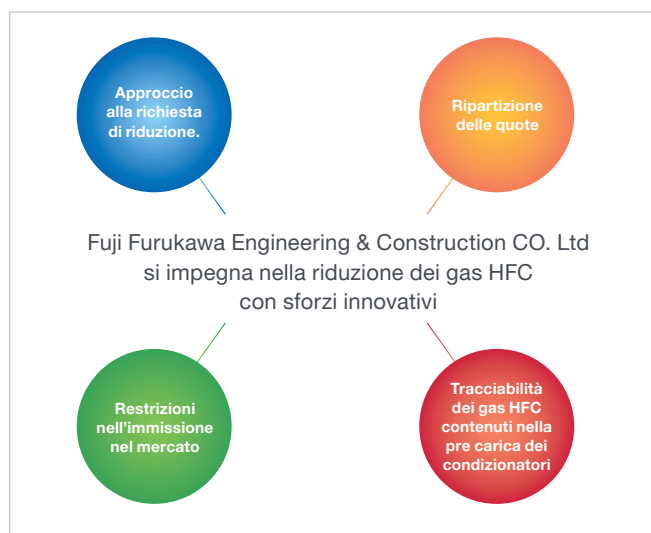 Approccio
alla richiesta
di riduzione.
Ripartizione
delle quote
Fuji Furukawa Engineering & Construction CO. Ltd
si impegna nella riduzione dei gas HFC
con sforzi innovativi
Restrizioni
nell'immissione
nel mercato
Tracciabilità
dei gas HFC
contenuti nella
pre carica dei
condizionatori